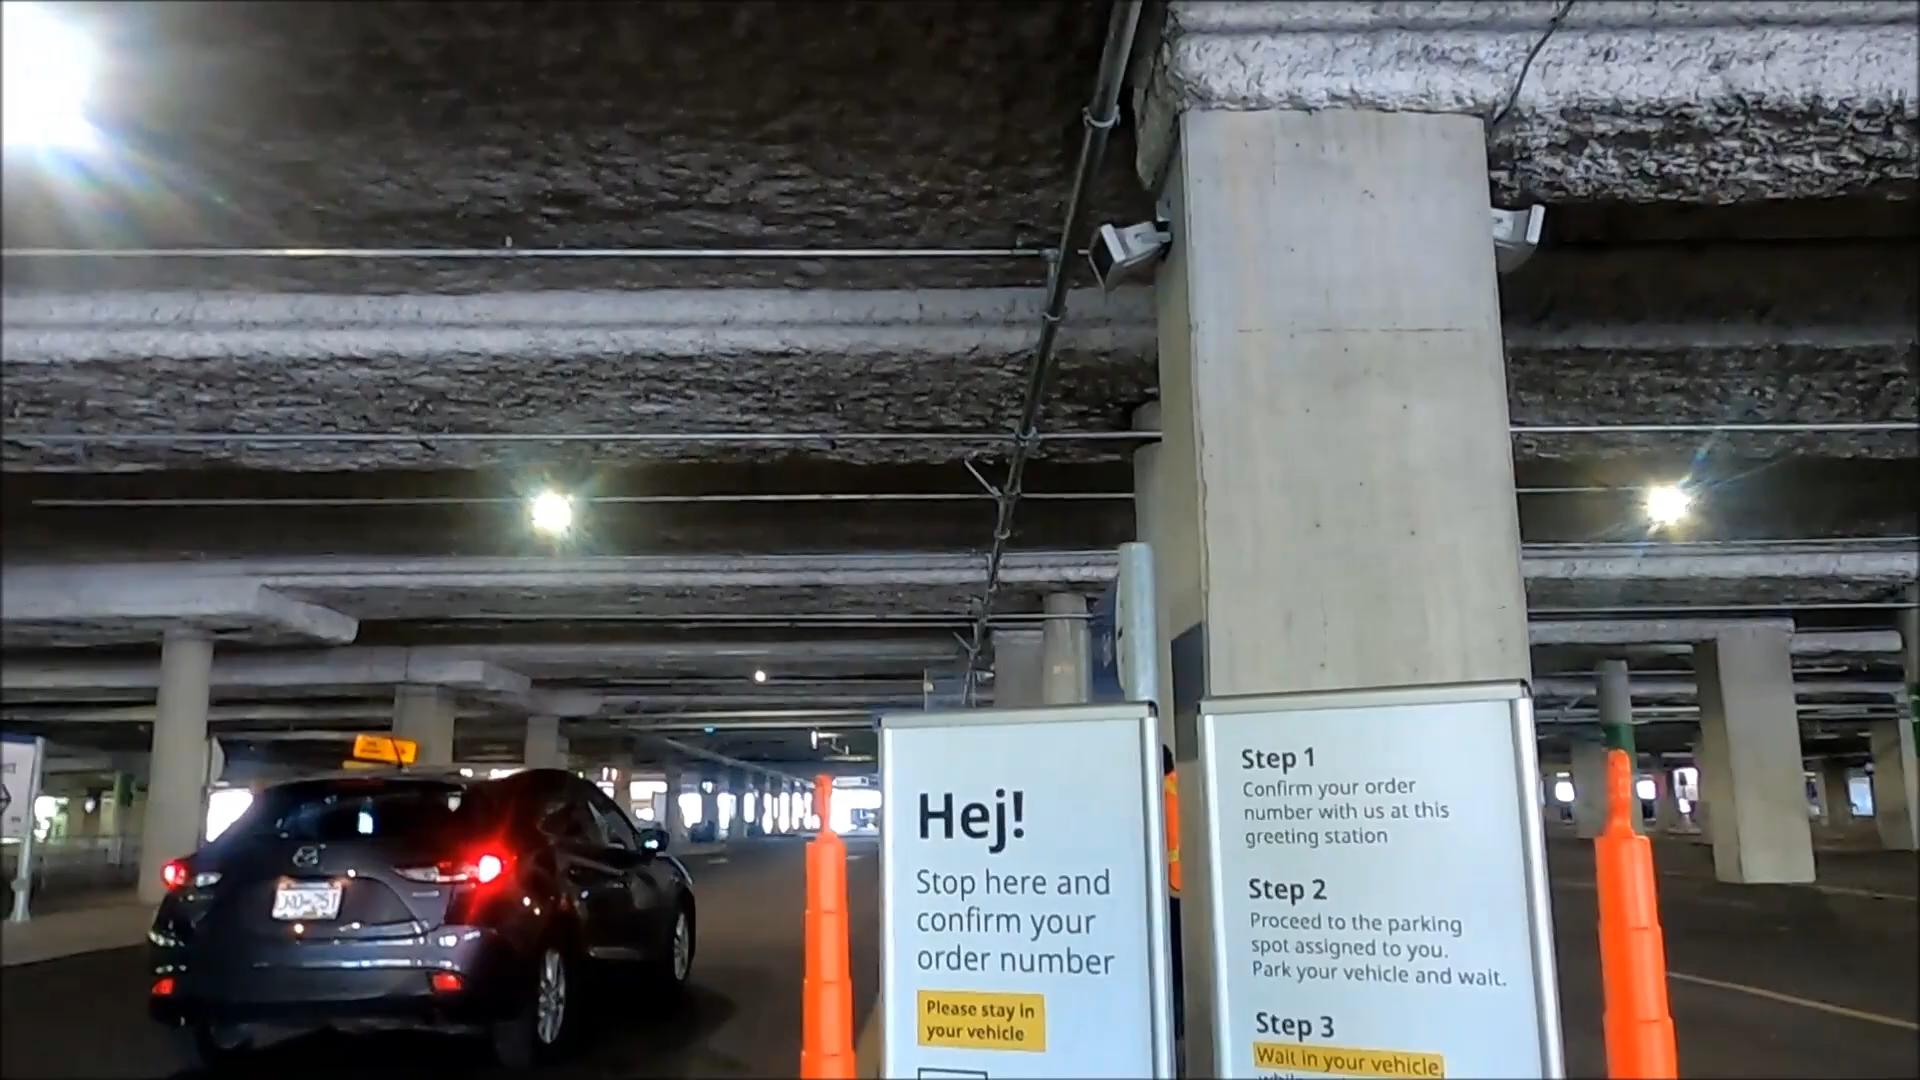 Hej!
Stop here and
confirm your
order number
Please stay in
your vehicle
Step 1
Confirm your order
number with us at this
greeting station
Step 2
Proceed to the parking
spot assigned to you.
Park your vehicle and wait.
Step 3
Wait in your vehicle